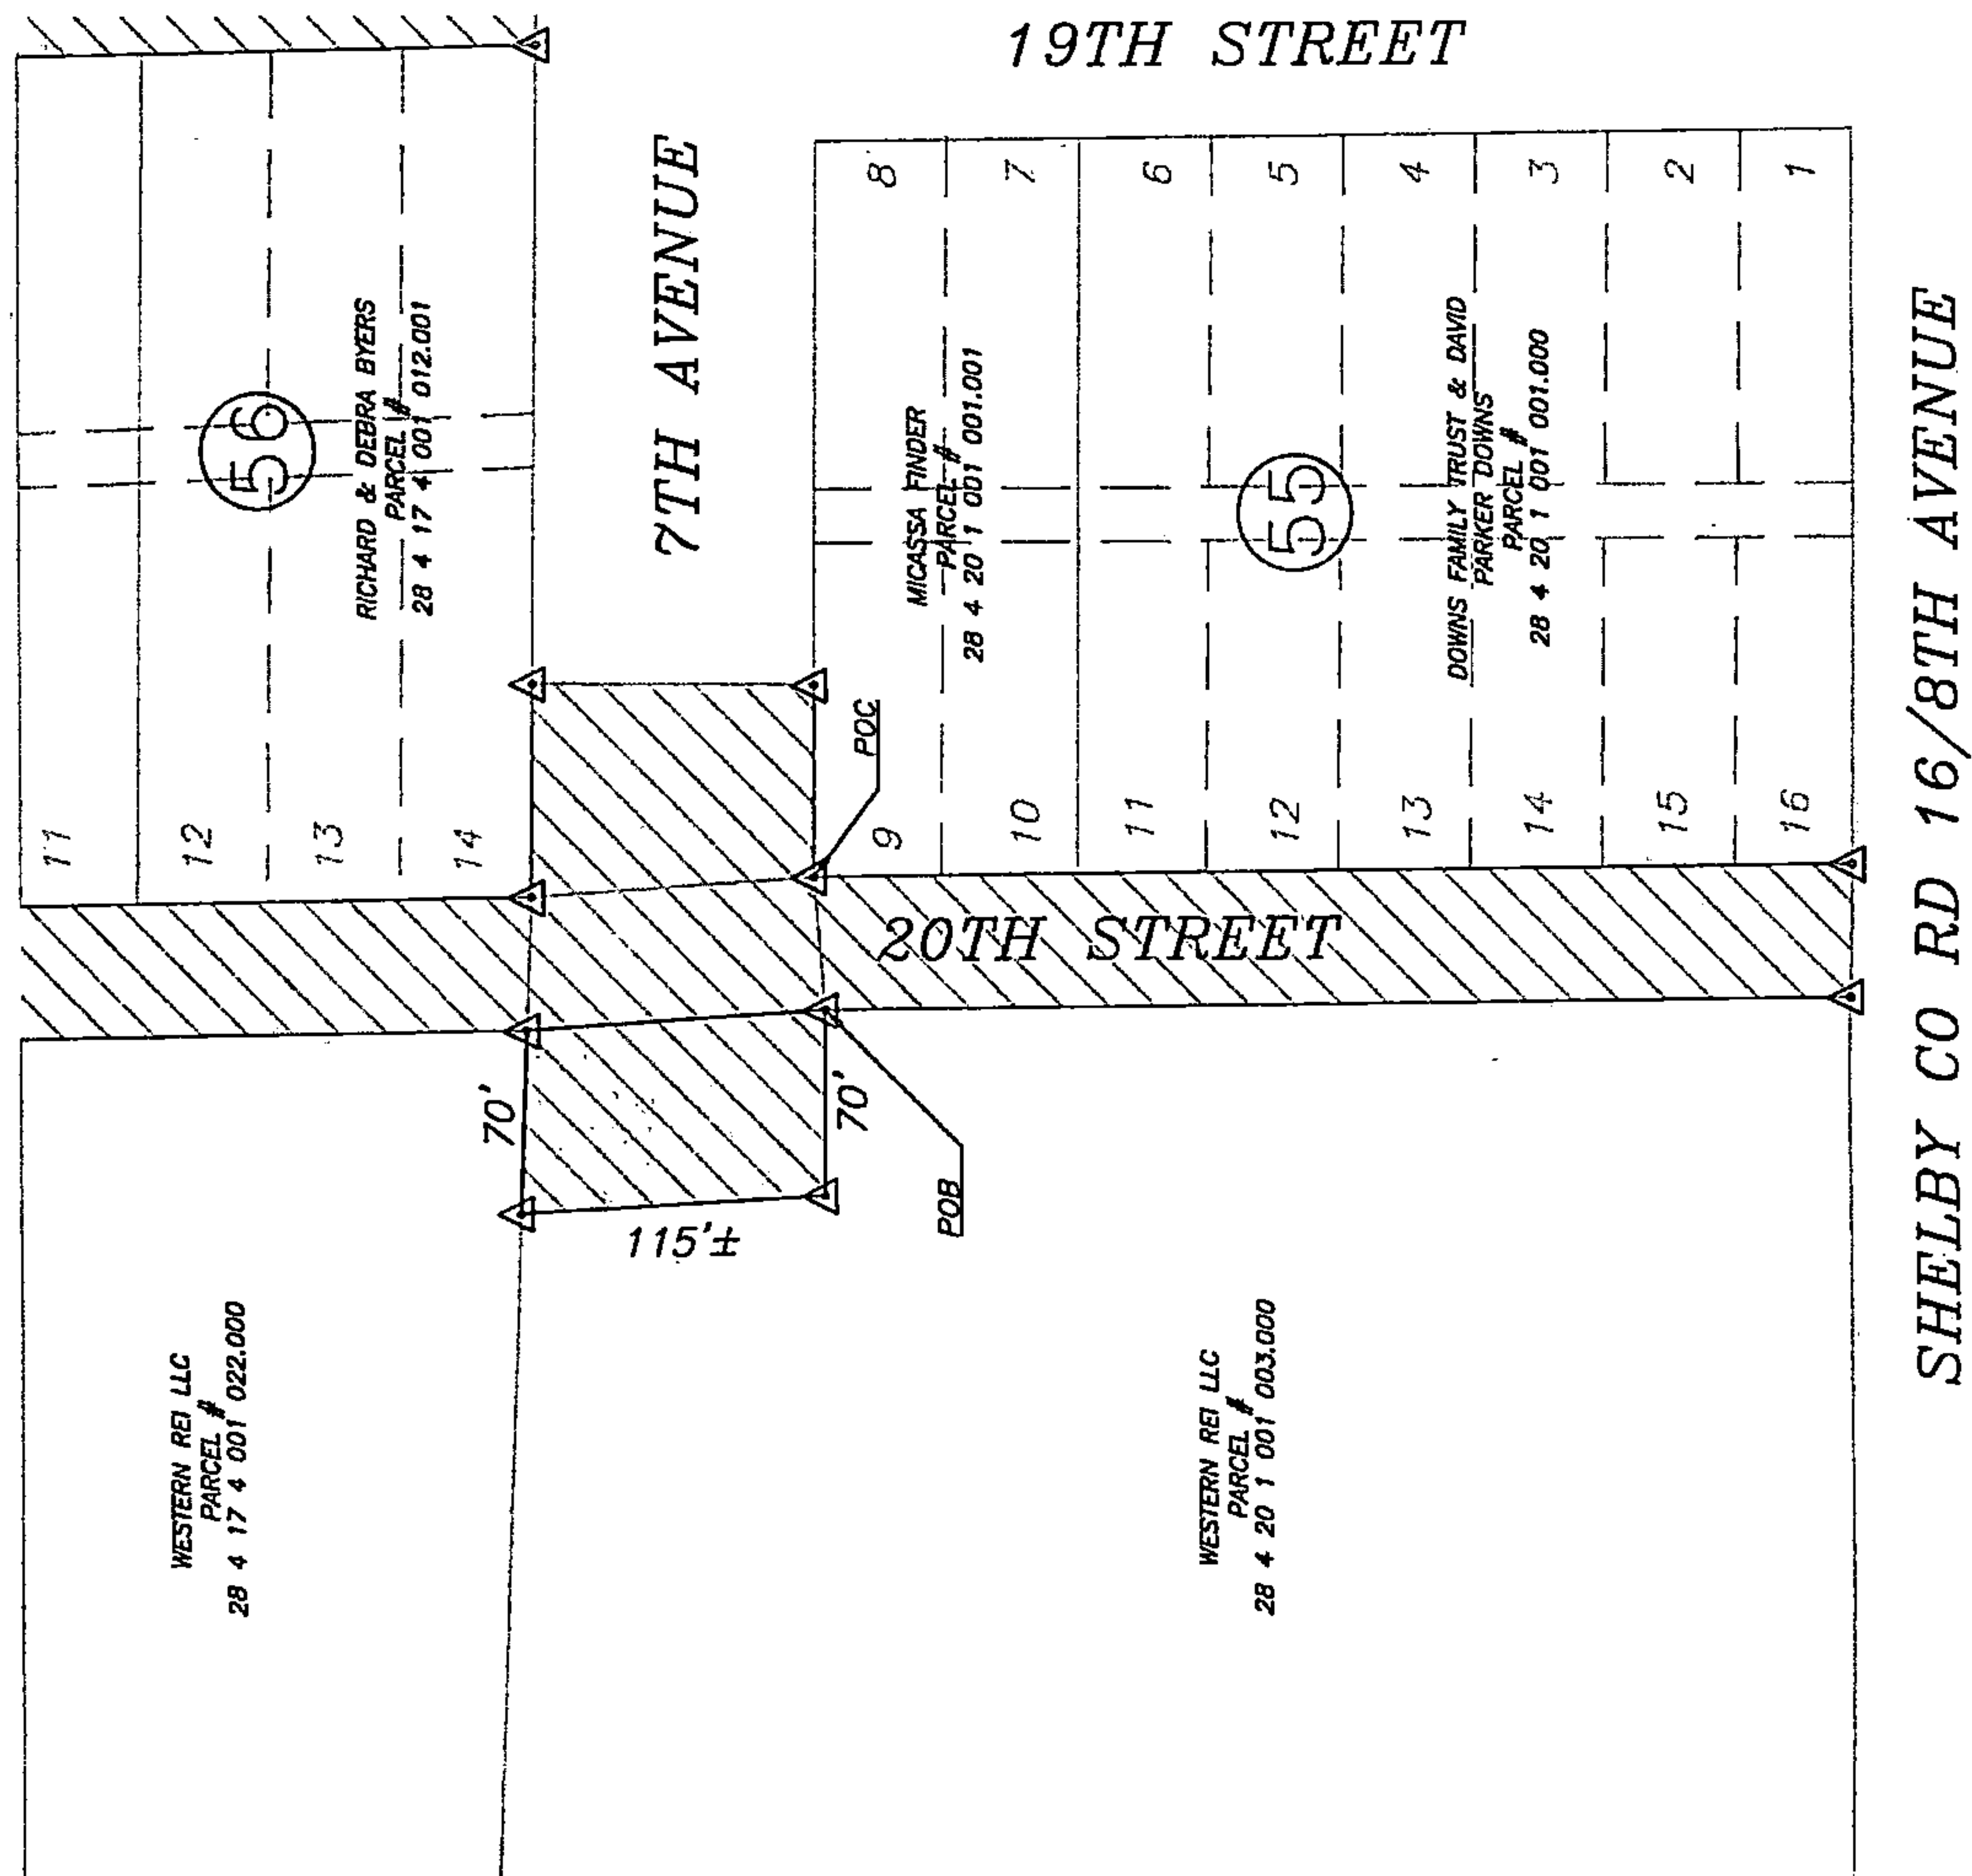 19TH STREET
7TH AVENUE
20TH STREET
SHELBY CO RD 16/8TH AVENUE
56
11
12
13
14
RICHARD & DEBRA BYERS
PARCEL #
28 4 17 4 001 012.001
55
8
7
6
5
4
3
2
1
MICASSA FINDER
PARCEL #
28 4 20 1 001 001.001
DOWNS FAMILY TRUST & DAVID
PARKER DOWNS
PARCEL #
28 4 20 1 001 001.000
9
10
11
12
13
14
15
16
POC
70'
70'
115'±
POB
WESTERN REI LLC
PARCEL #
28 4 17 4 001 022.000
WESTERN REI LLC
PARCEL #
28 4 20 1 001 003.000